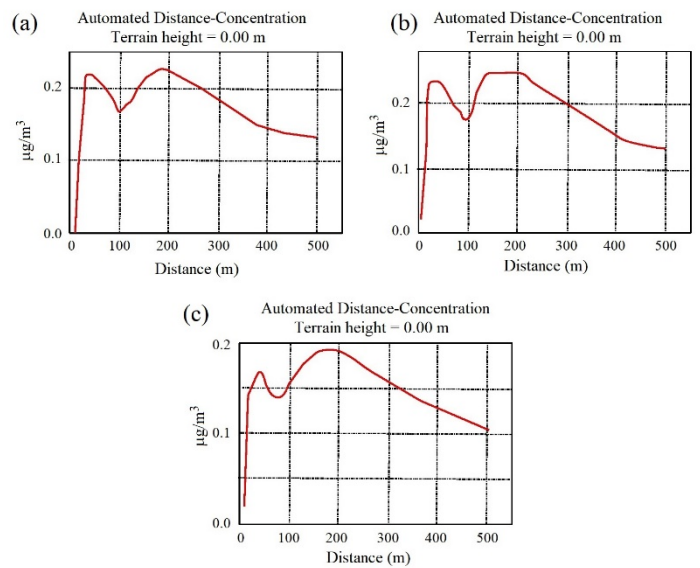 (a)
Automated Distance-Concentration
Terrain height = 0.00 m
0.2
0.1
0.0
µg/m³
0 100 200 300 400 500
Distance (m)
(b)
Automated Distance-Concentration
Terrain height = 0.00 m
0.2
0.1
0.0
µg/m³
0 100 200 300 400 500
Distance (m)
(c)
Automated Distance-Concentration
Terrain height = 0.00 m
0.2
0.1
0.0
µg/m³
0 100 200 300 400 500
Distance (m)